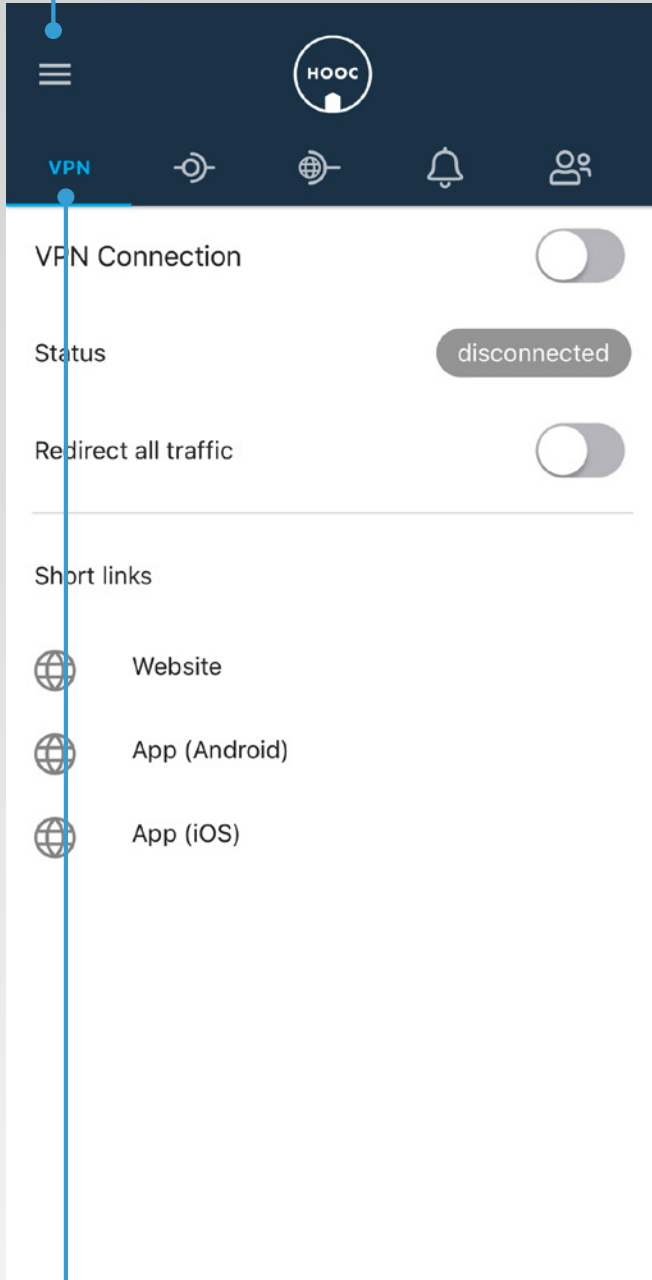 HOOC
VPN
VPN Connection
Status
disconnected
Redirect all traffic
Short links
Website
App (Android)
App (iOS)